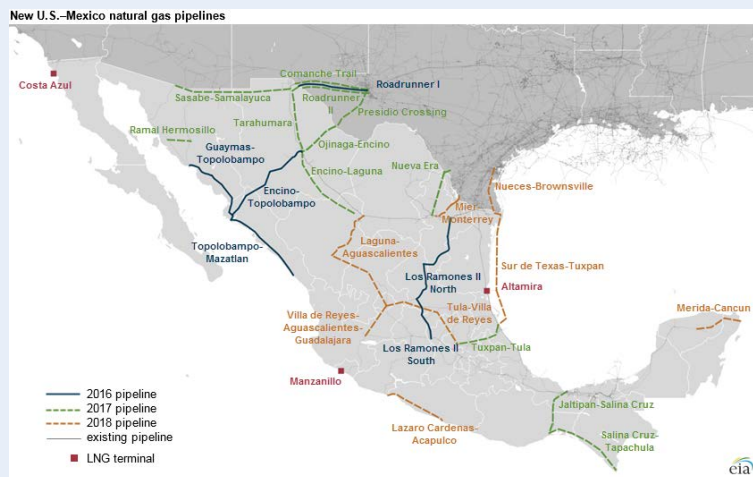 New U.S.–Mexico natural gas pipelines
Costa Azul
Comanche Trail
Roadrunner I
Sasabe-Samalayuca
Roadrunner
II
Presidio Crossing
Ramal Hermosillo
Tarahumara
Guaymas-
Topolobampo
Ojinaga-Encino
Encino-Laguna
Nueva Era
Encino-
Topolobampo
Nueces-Brownsville
Mier-
Monterrey
Topolobampo-
Mazatlan
Laguna-
Aguascalientes
Los Ramones II
North
Sur de Texas-Tuxpan
Altamira
Villa de Reyes-
Aguascalientes-
Guadalajara
Tula-Villa
de Reyes
Merida-Cancun
Los Ramones II
South
Tuxpan-Tula
Manzanillo
2016 pipeline
2017 pipeline
2018 pipeline
existing pipeline
LNG terminal
Lazaro Cardenas-
Acapulco
Jaltipan-Salina Cruz
Salina Cruz-
Tapachula
eia